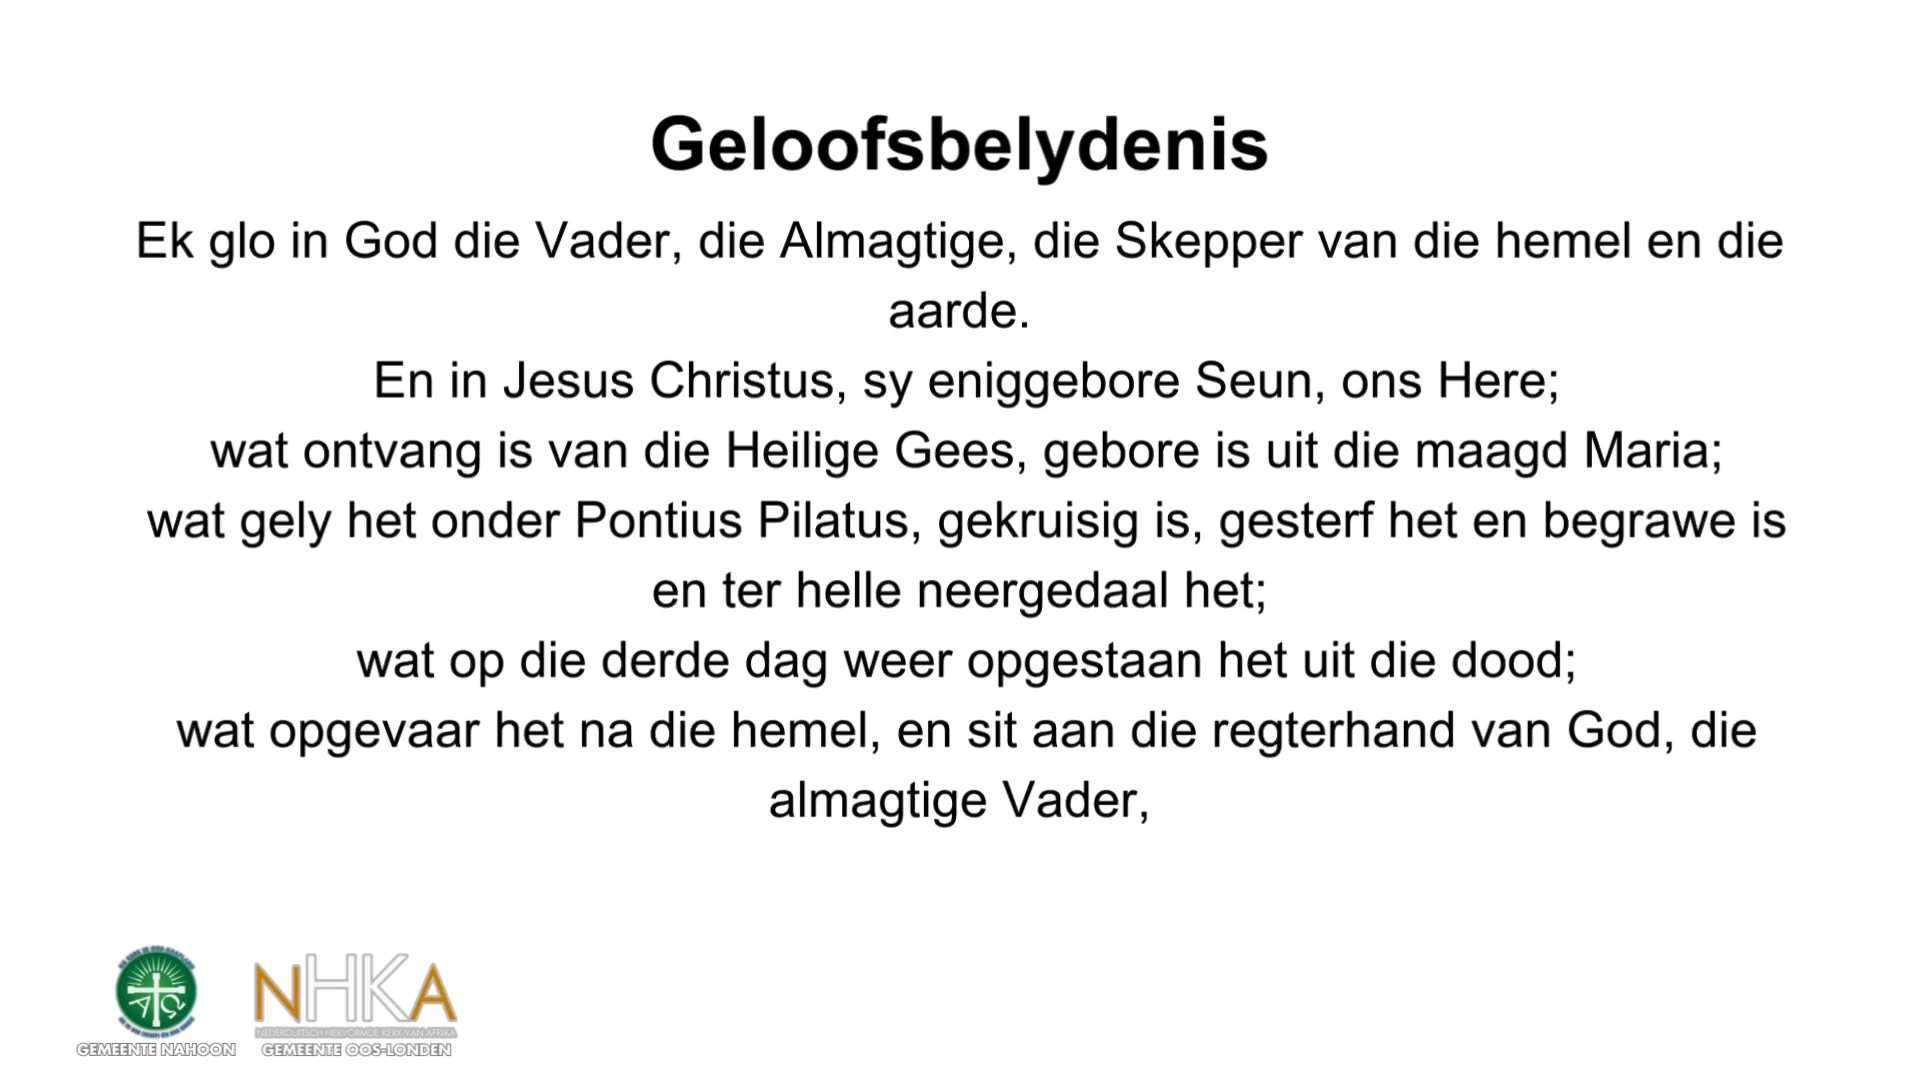 Geloofsbelydenis
Ek glo in God die Vader, die Almagtige, die Skepper van die hemel en die
aarde.
En in Jesus Christus, sy eniggebore Seun, ons Here;
wat ontvang is van die Heilige Gees, gebore is uit die maagd Maria;
wat gely het onder Pontius Pilatus, gekruisig is, gesterf het en begrawe is
en ter helle neergedaal het;
wat op die derde dag weer opgestaan het uit die dood;
wat opgevaar het na die hemel, en sit aan die regterhand van God, die
almagtige Vader,
ΑΩ
GEMEENTE NAHOON
NHKA
NEDERDUITSCH HERVORMDE KERK VAN AFRIKA
GEMEENTE OOS-LONDEN